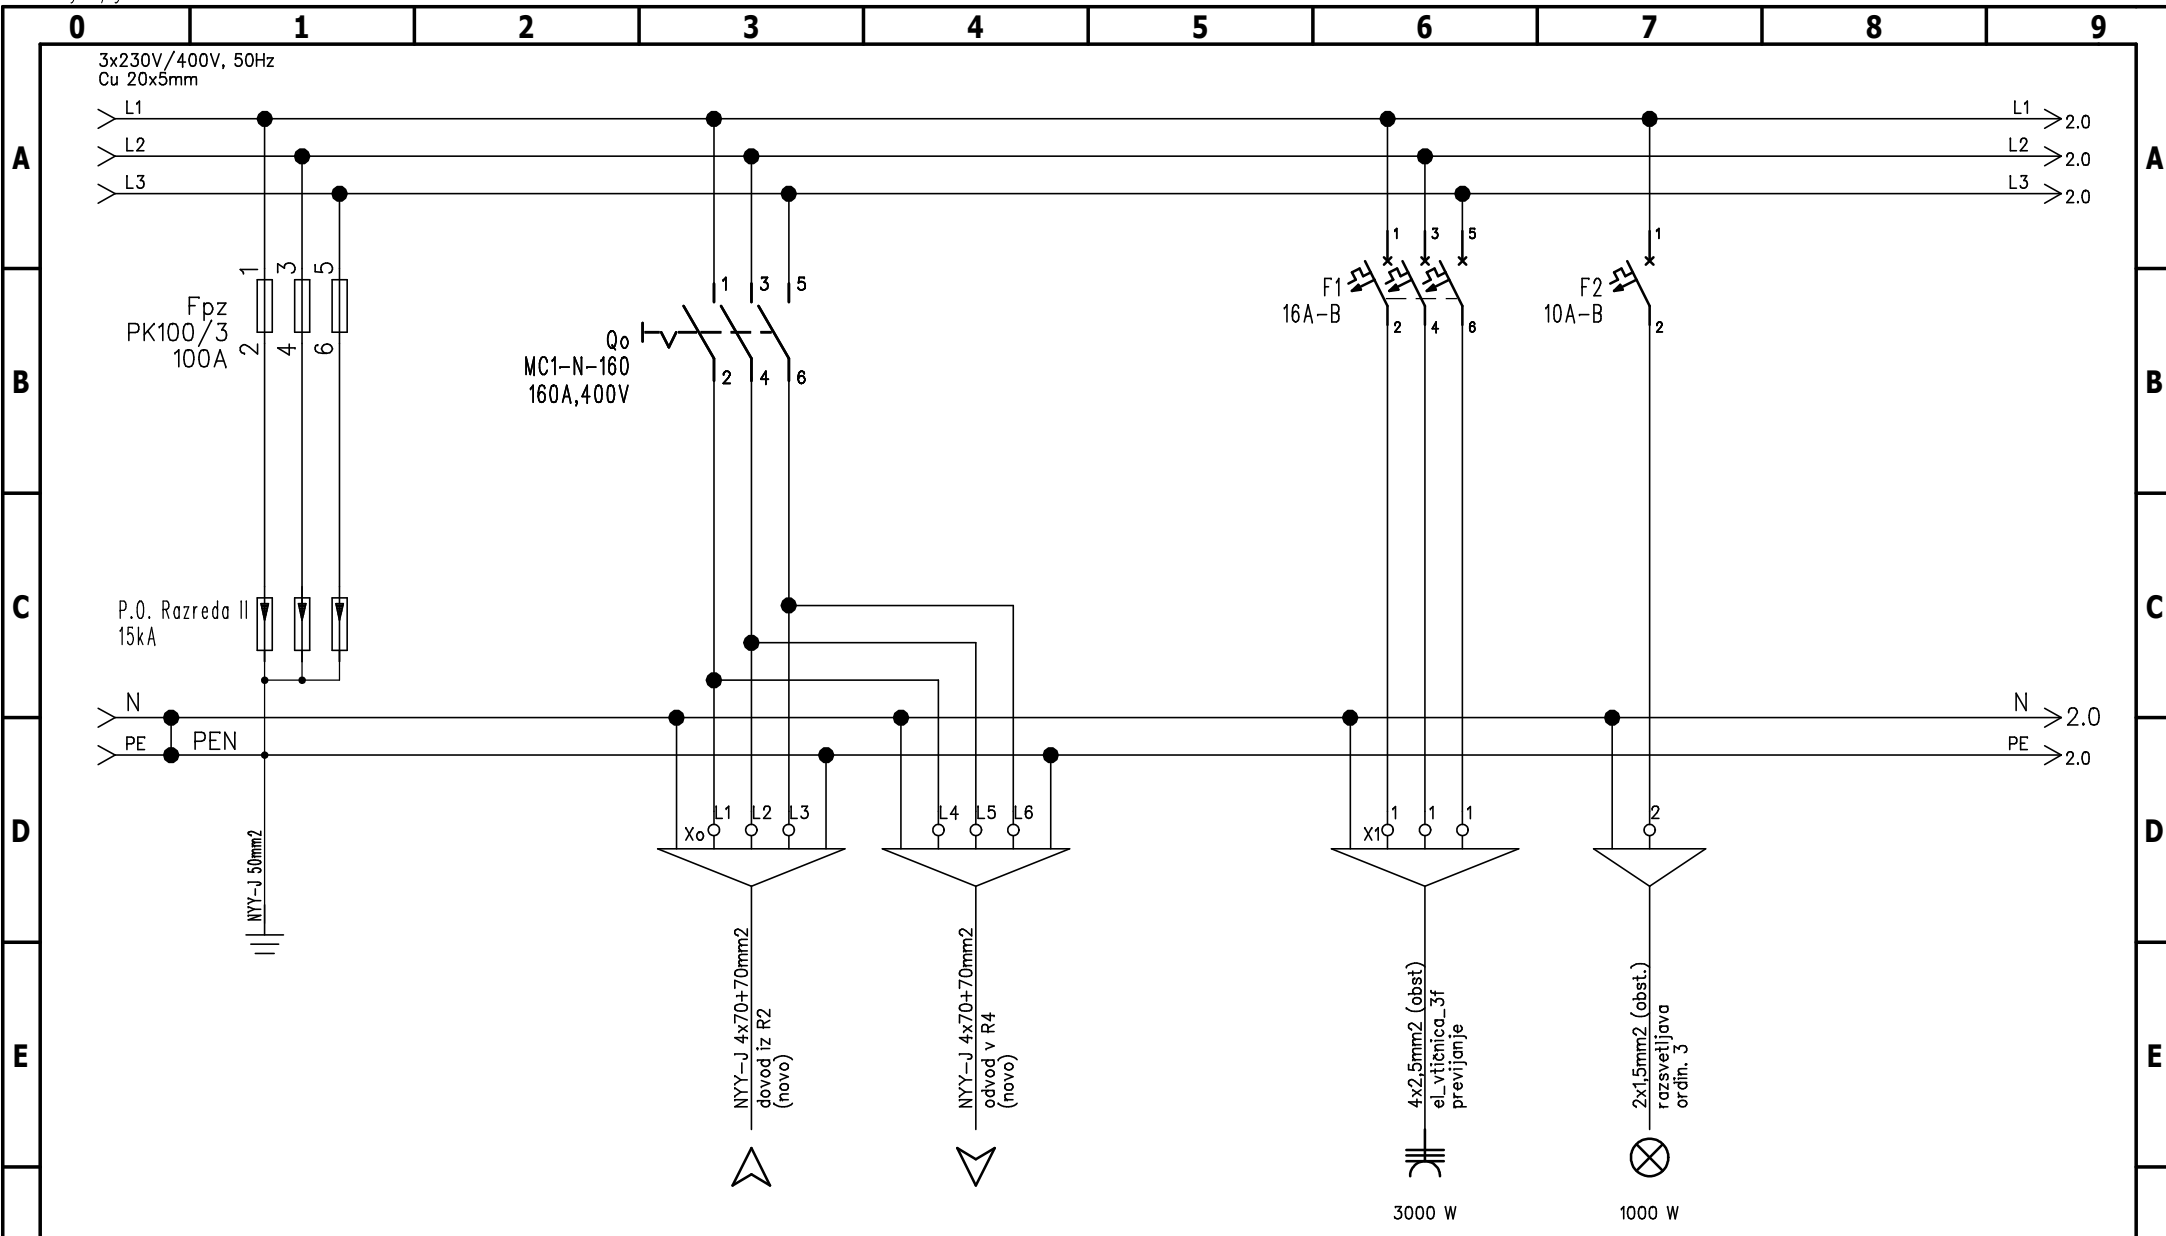 0 1 2 3 4 5 6 7 8 9
3x230V/400V, 50Hz
Cu 20x5mm
L1 L1 2.0
L2 L2 2.0
L3 L3 2.0
A A
1 3 5
Fpz
PK100/3
100A
2 4 6
1 3 5
Qo
MC1-N-160
160A,400V
2 4 6
1 3 5
F1
16A-B
2 4 6
1
F2
10A-B
2
B B
C C
P.O. Razreda II
15kA
N N 2.0
PE PEN PE 2.0
D D
Xo L1 L2 L3
L4 L5 L6
X1 1 1 1
2
NYY-J 50mm2
NYY-J 4x70+70mm2
dovod iz R2
(novo)
NYY-J 4x70+70mm2
odvod v R4
(novo)
4x2,5mm2 (obst)
el_vtičnica_3f
previjanje
2x1,5mm2 (obst.)
razsvetljava
ordin. 3
E E
3000 W
1000 W